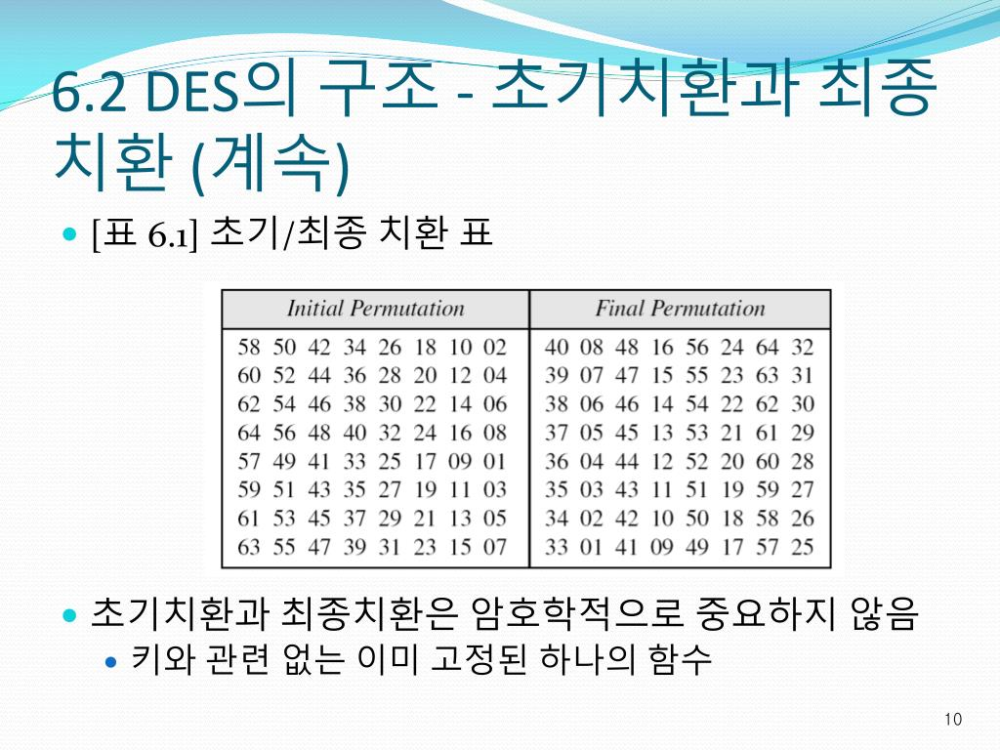 6.2 DES의 구조 - 초기치환과 최종
치환 (계속)
[표 6.1] 초기/최종 치환 표
Initial Permutation Final Permutation
58 50 42 34 26 18 10 02 40 08 48 16 56 24 64 32
60 52 44 36 28 20 12 04 39 07 47 15 55 23 63 31
62 54 46 38 30 22 14 06 38 06 46 14 54 22 62 30
64 56 48 40 32 24 16 08 37 05 45 13 53 21 61 29
57 49 41 33 25 17 09 01 36 04 44 12 52 20 60 28
59 51 43 35 27 19 11 03 35 03 43 11 51 19 59 27
61 53 45 37 29 21 13 05 34 02 42 10 50 18 58 26
63 55 47 39 31 23 15 07 33 01 41 09 49 17 57 25
초기치환과 최종치환은 암호학적으로 중요하지 않음
키와 관련 없는 이미 고정된 하나의 함수
10